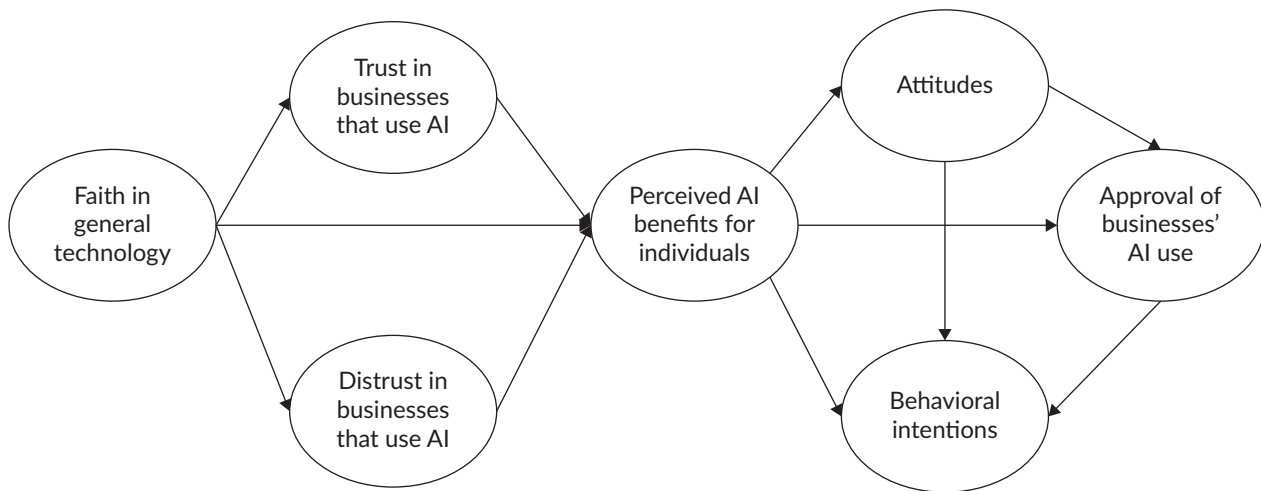 Trust in
businesses
that use AI
Attitudes
Faith in
general
technology
Perceived AI
benefits for
individuals
Approval of
businesses’
AI use
Distrust in
businesses
that use AI
Behavioral
intentions